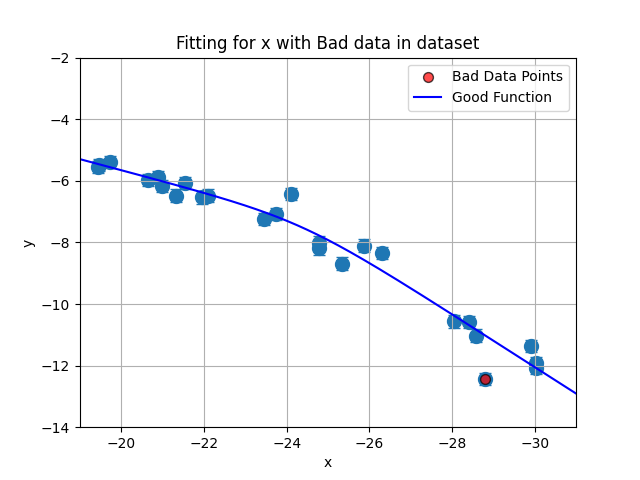 Fitting for x with Bad data in dataset
Bad Data Points
Good Function
y
−2
−4
−6
−8
−10
−12
−14
−20
−22
−24
−26
−28
−30
x